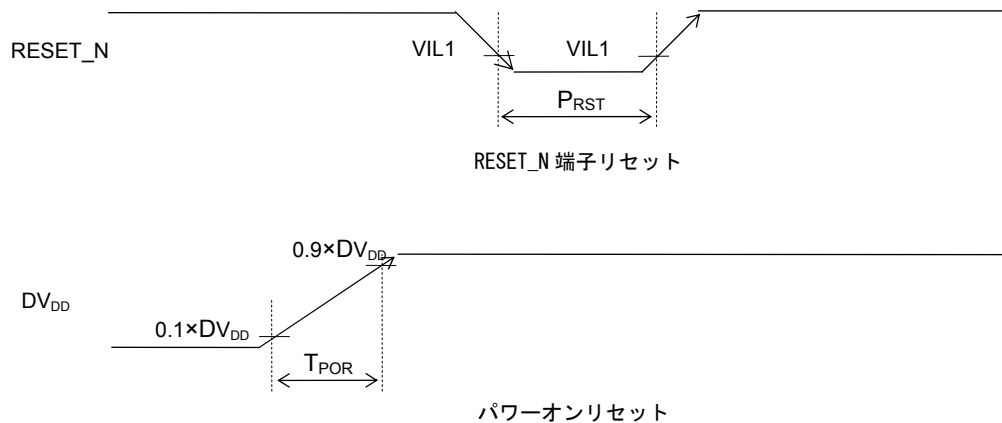 RESET_N
VIL1
VIL1
PRST
RESET_N 端子リセット
0.9×DVDD
DVDD
0.1×DVDD
TPOR
パワーオンリセット